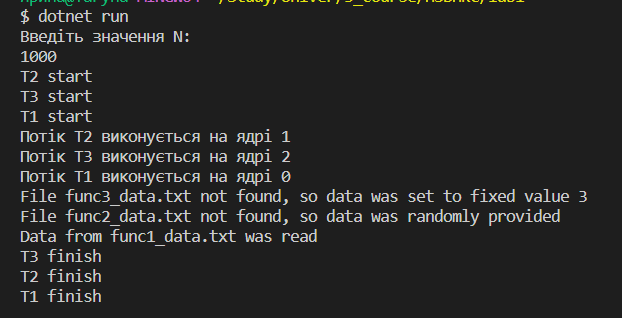 $ dotnet run
Введіть значення N:
1000
T2 start
T3 start
T1 start
Потік T2 виконується на ядрі 1
Потік T3 виконується на ядрі 2
Потік T1 виконується на ядрі 0
File func3_data.txt not found, so data was set to fixed value 3
File func2_data.txt not found, so data was randomly provided
Data from func1_data.txt was read
T3 finish
T2 finish
T1 finish